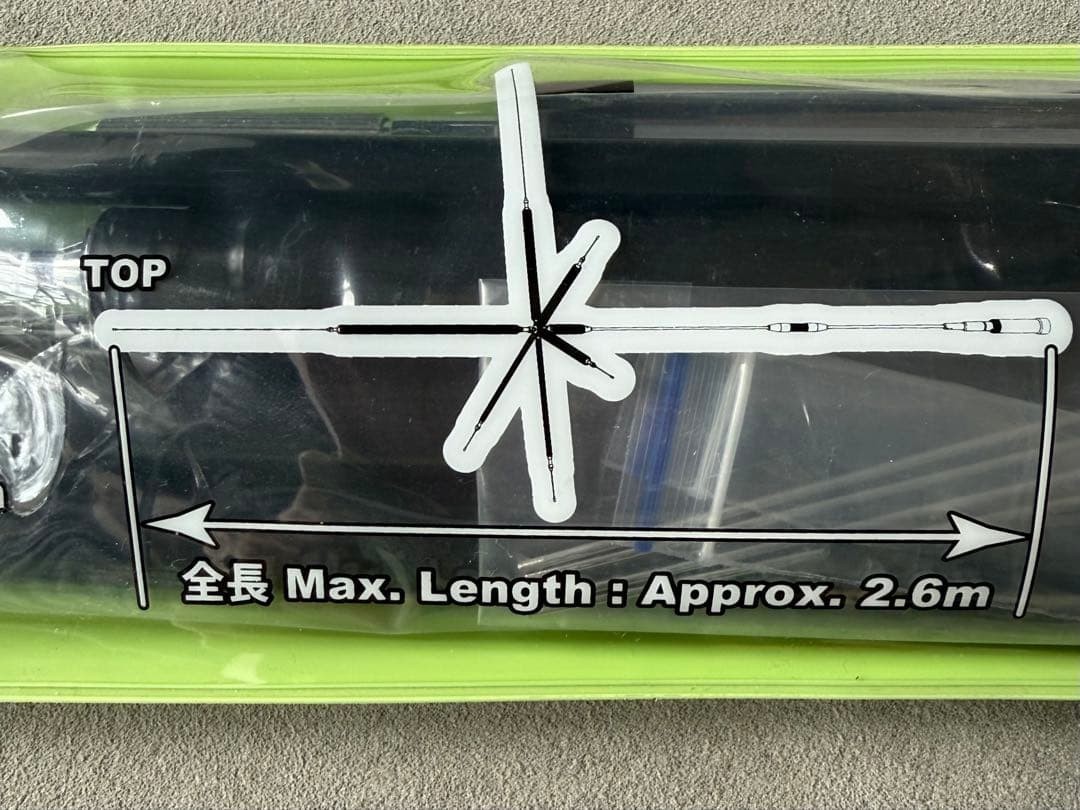 TOP
全長 Max. Length : Approx. 2.6m